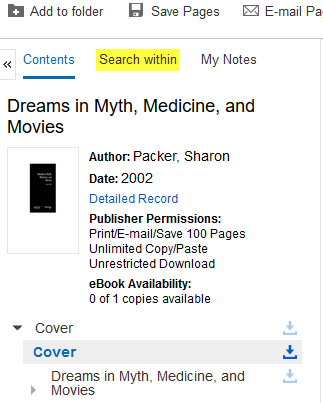 Add to folder Save Pages E-mail Pa
« Contents Search within My Notes
Dreams in Myth, Medicine, and
Movies
Author: Packer, Sharon
Date: 2002
Detailed Record
Publisher Permissions:
Print/E-mail/Save 100 Pages
Unlimited Copy/Paste
Unrestricted Download
eBook Availability:
0 of 1 copies available
Cover
Cover
Dreams in Myth, Medicine, and
Movies